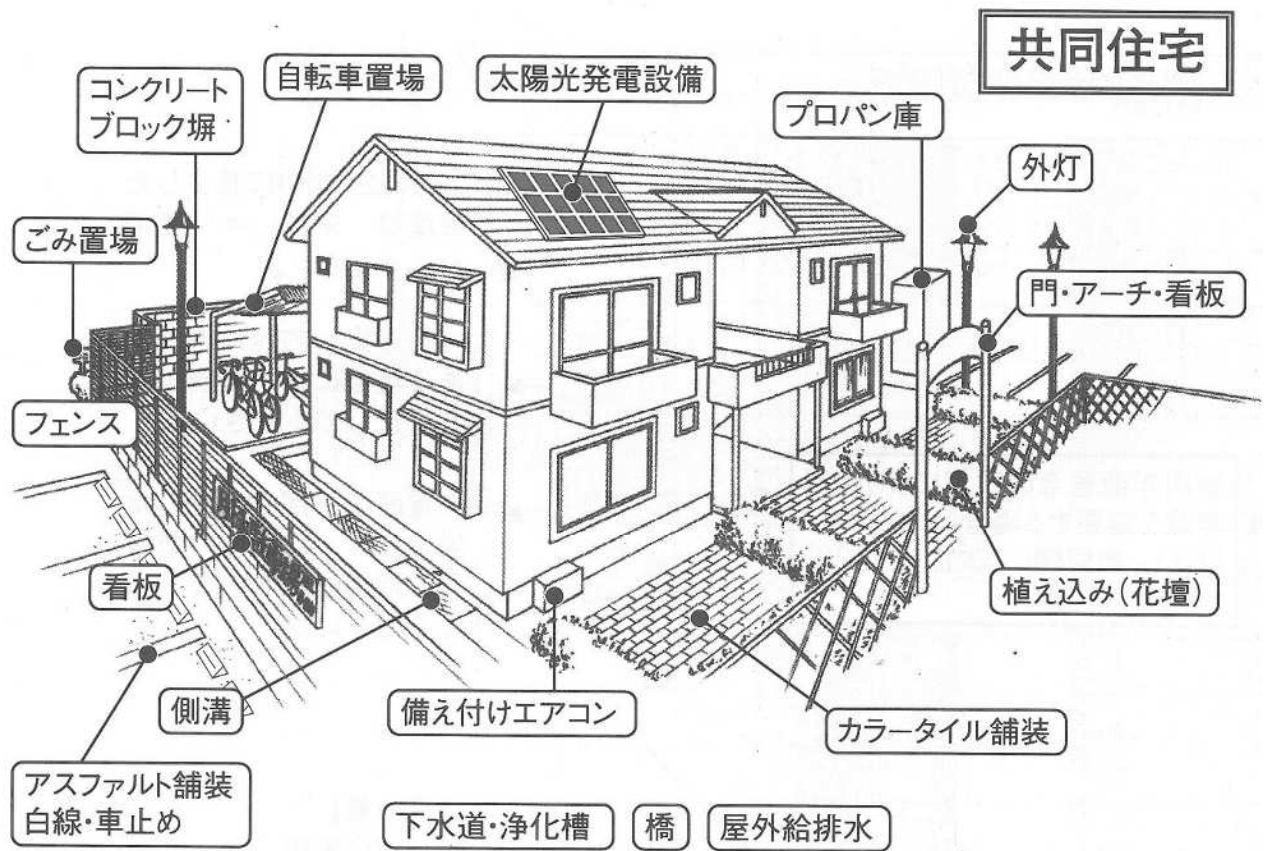 共同住宅
コンクリート
ブロック塀
自転車置場
太陽光発電設備
プロパン庫
外灯
ごみ置場
門・アーチ・看板
フェンス
看板
植え込み(花壇)
側溝
備え付けエアコン
カラータイル舗装
アスファルト舗装
白線・車止め
下水道・浄化槽
橋
屋外給排水